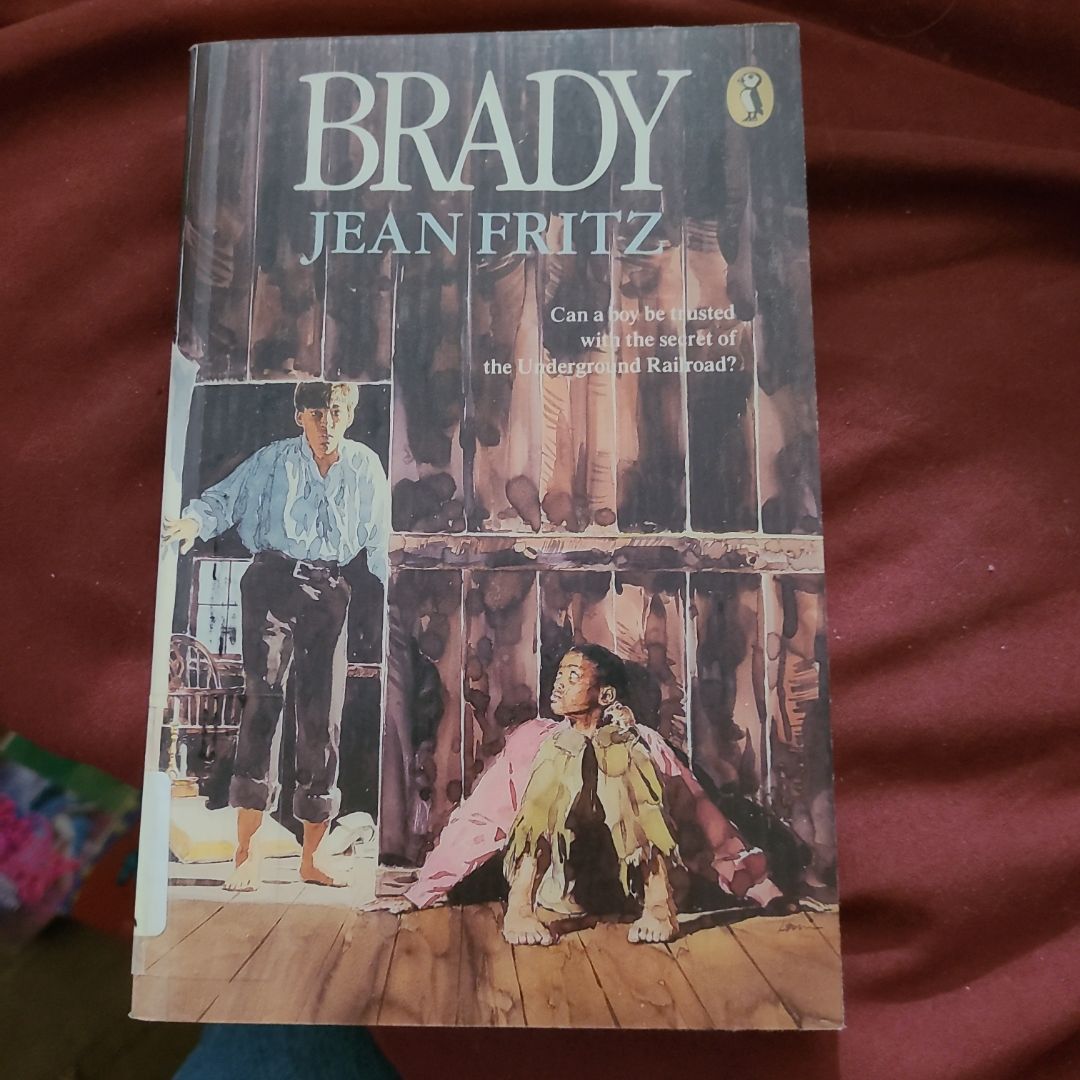 BRADY
JEAN FRITZ
Can a boy be trusted
with the secret of
the Underground Railroad?